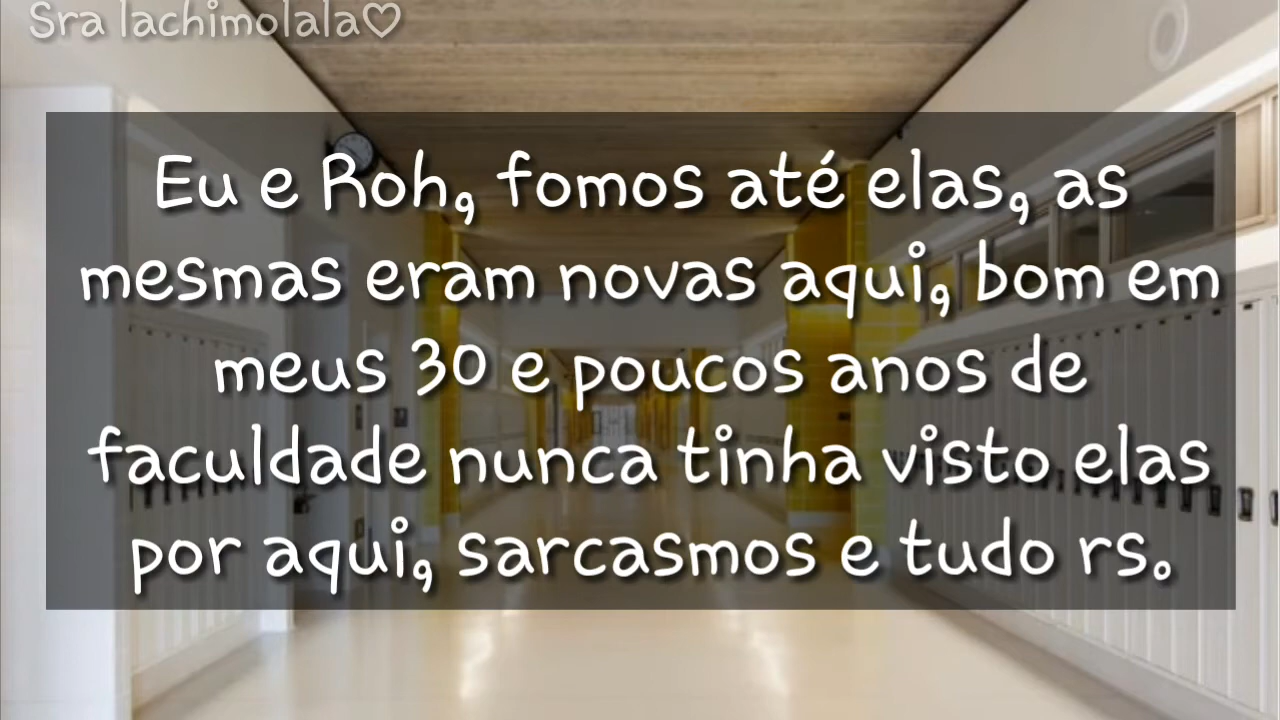 Sra lachimolala♡
Eu e Roh, fomos até elas, as
mesmas eram novas aqui, bom em
meus 30 e poucos anos de
faculdade nunca tinha visto elas
por aqui, sarcasmos e tudo rs.